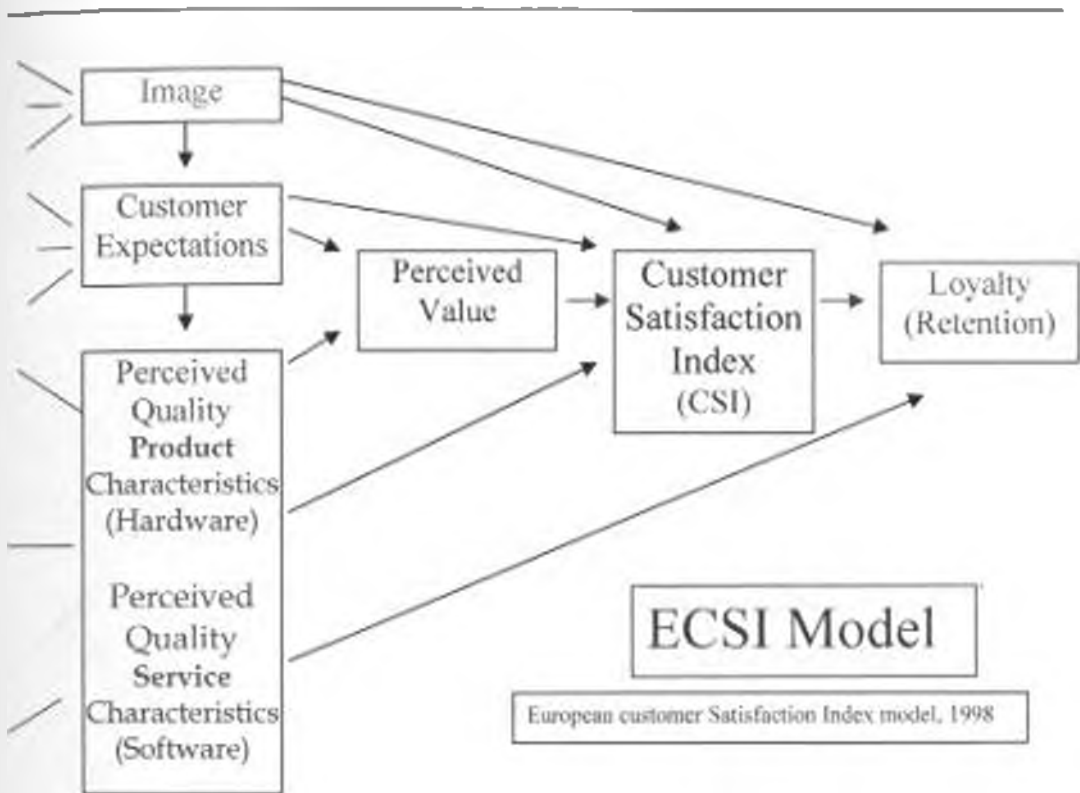 Image
Customer
Expectations
Perceived
Value
Customer
Satisfaction
Index
(CSI)
Loyalty
(Retention)
Perceived
Quality
Product
Characteristics
(Hardware)
Perceived
Quality
Service
Characteristics
(Software)
ECSI Model
European customer Satisfaction Index model, 1998